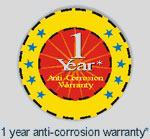 1
Year*
Anti-Corrosion
Warranty
1 year anti-corrosion warranty*